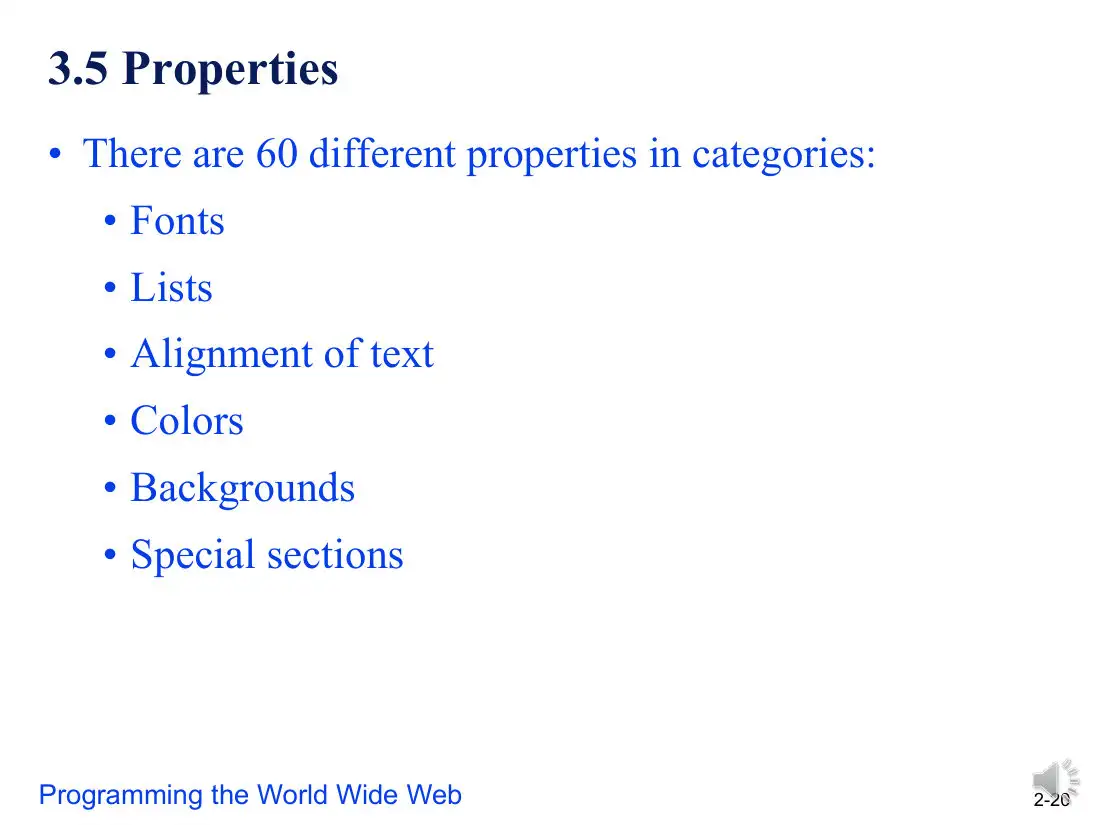 3.5 Properties
• There are 60 different properties in categories:
• Fonts
• Lists
• Alignment of text
• Colors
• Backgrounds
• Special sections
Programming the World Wide Web
2-20